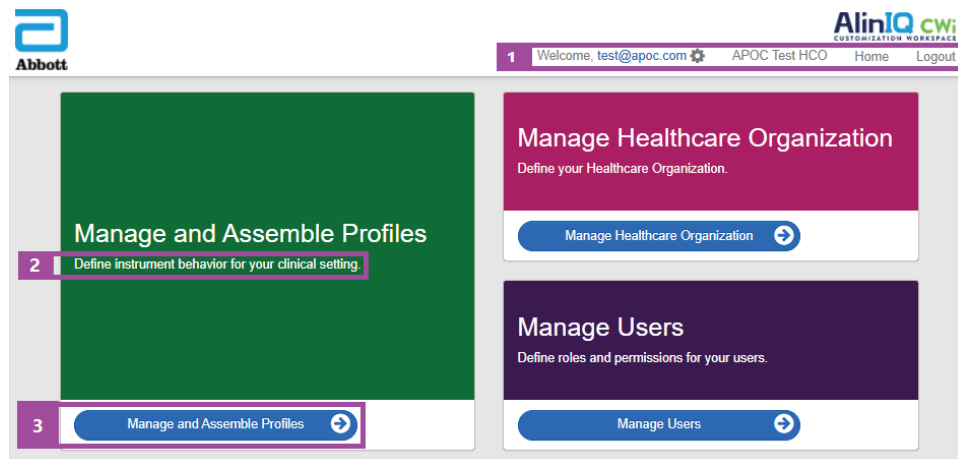 Abbott
AlinIQ CWi
CUSTOMIZATION WORKSPACE
1 Welcome, test@apoc.com APOC Test HCO Home Logout
Manage and Assemble Profiles
2 Define instrument behavior for your clinical setting.
3 Manage and Assemble Profiles
Manage Healthcare Organization
Define your Healthcare Organization.
Manage Healthcare Organization
Manage Users
Define roles and permissions for your users.
Manage Users